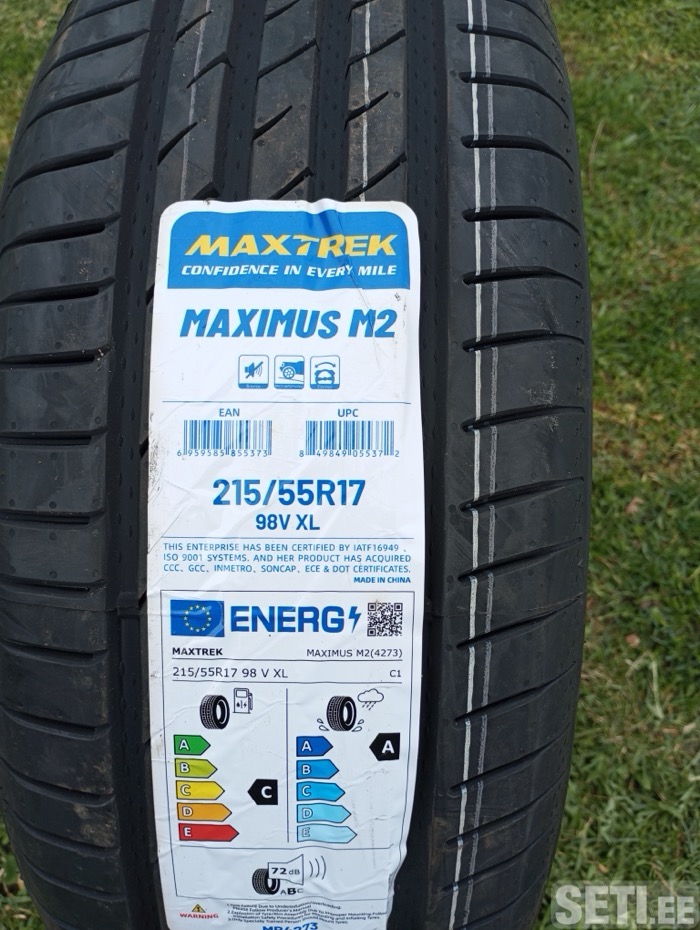 MAXTREK
CONFIDENCE IN EVERY MILE
MAXIMUS M2
EAN UPC
6 959585 855373 8 49849 05537 2
215/55R17
98V XL
THIS ENTERPRISE HAS BEEN CERTIFIED BY IATF16949 、
ISO 9001 SYSTEMS. AND HER PRODUCT HAS ACQUIRED
CCC、GCC、INMETRO、SONCAP、ECE & DOT CERTIFICATES.
MADE IN CHINA
ENERG
MAXTREK MAXIMUS M2(4273)
215/55R17 98 V XL C1
A A A
B B
C C C
D D
E E
72 dB
ABC
WARNING
SETI.EE